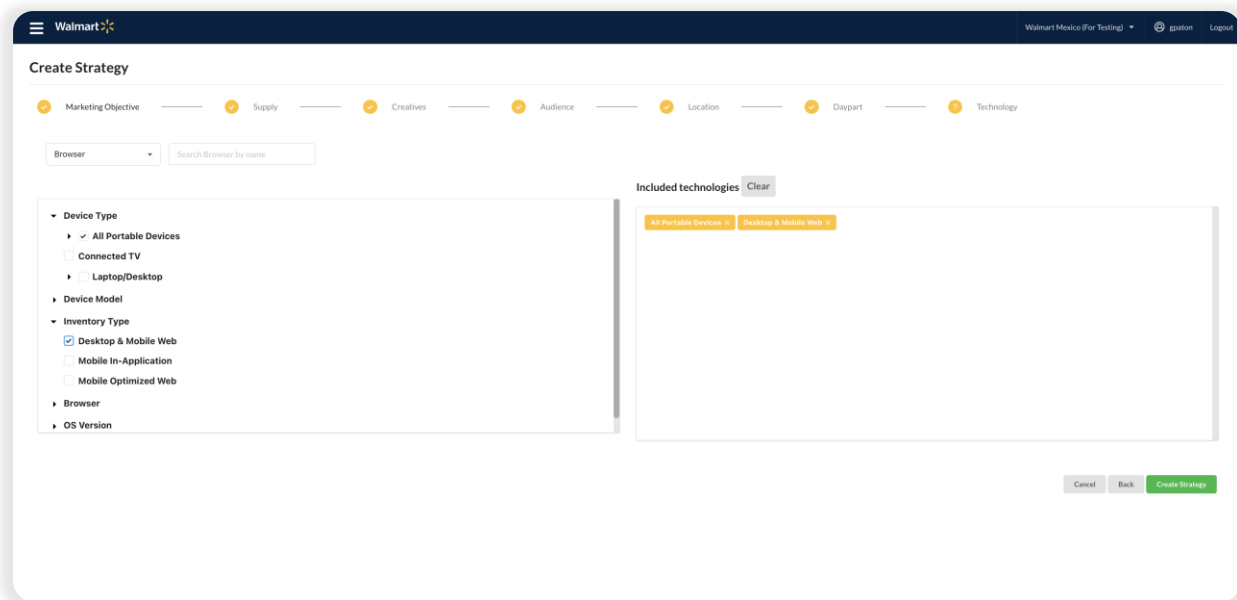 Walmart
Walmart Mexico (For Testing) gpaton Logout
Create Strategy
Marketing Objective Supply Creatives Audience Location Daypart 7 Technology
Browser Search Browser by name
Included technologies Clear
Device Type
All Portable Devices
Connected TV
Laptop/Desktop
Device Model
Inventory Type
Desktop & Mobile Web
Mobile In-Application
Mobile Optimized Web
Browser
OS Version
All Portable Devices × Desktop & Mobile Web ×
Cancel Back Create Strategy